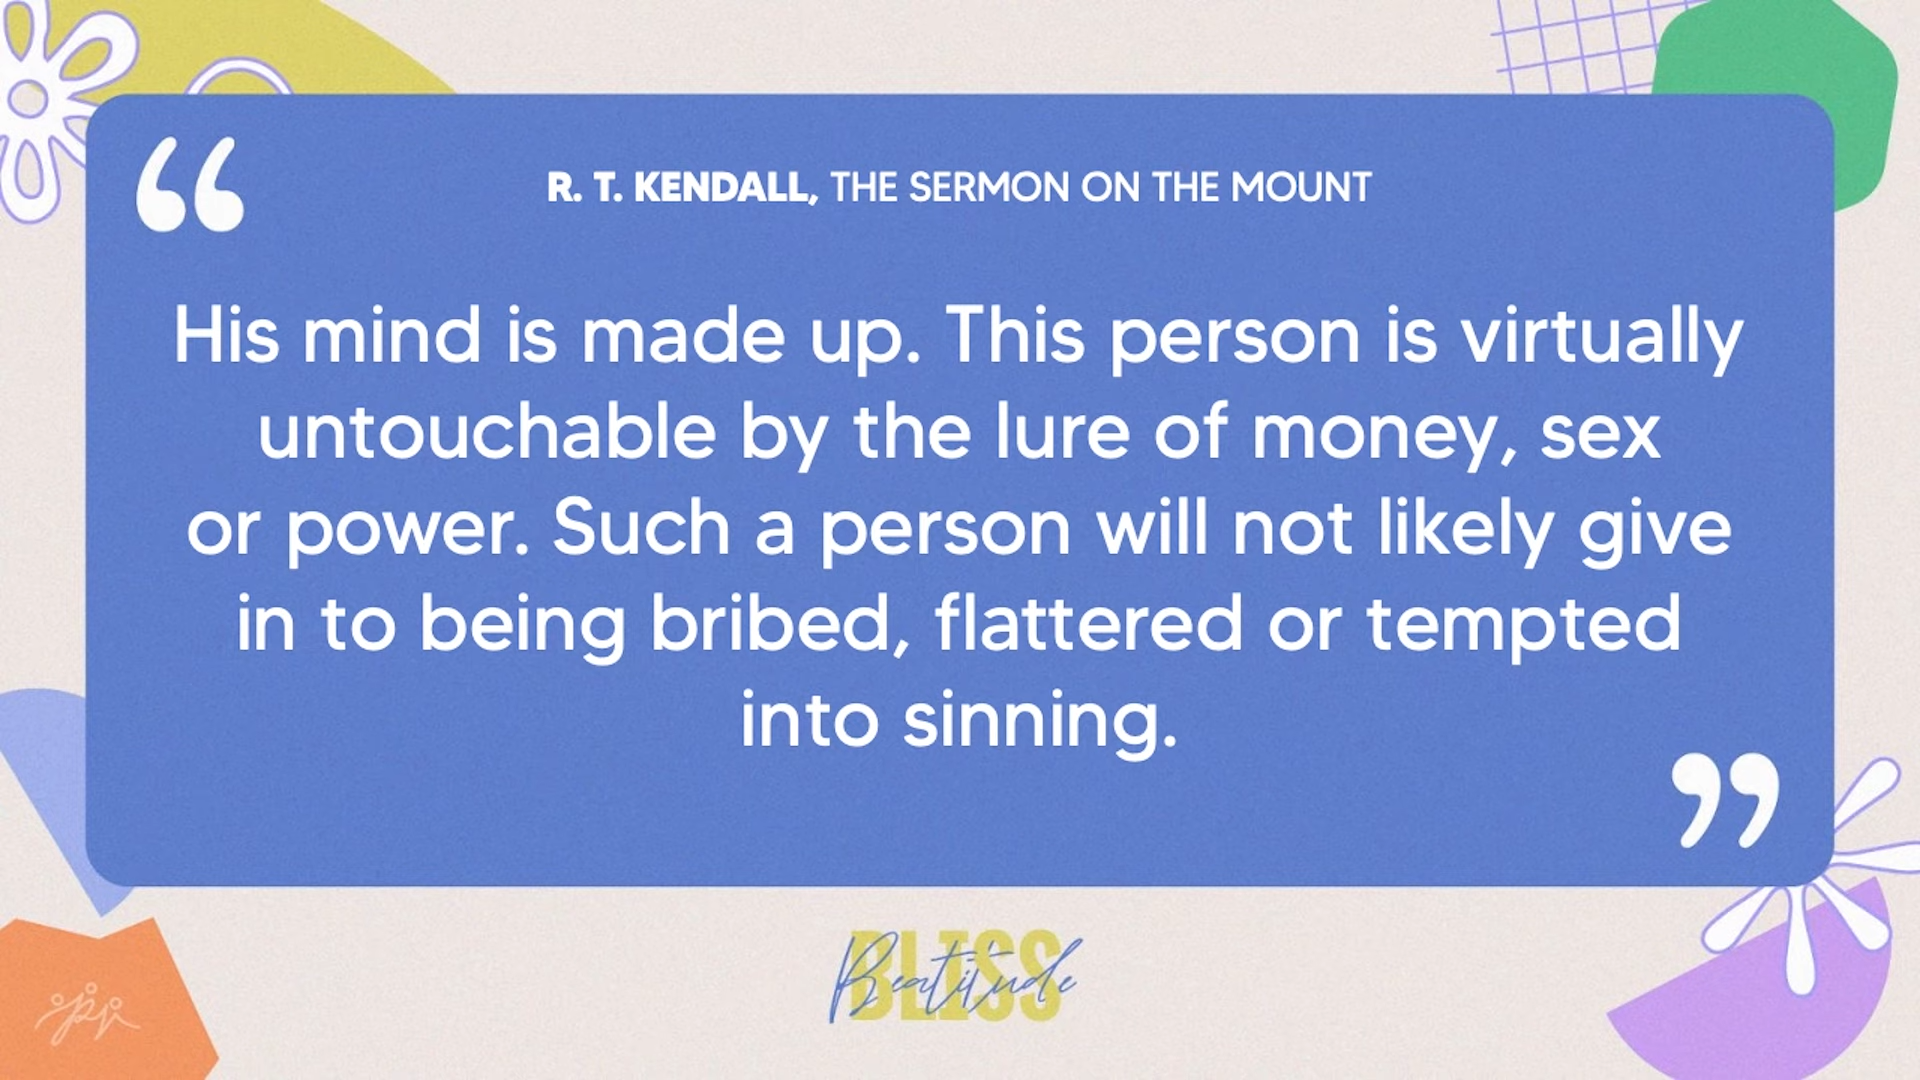 “
R. T. KENDALL, THE SERMON ON THE MOUNT
His mind is made up. This person is virtually
untouchable by the lure of money, sex
or power. Such a person will not likely give
in to being bribed, flattered or tempted
into sinning.
”
BLISS
Beatitude